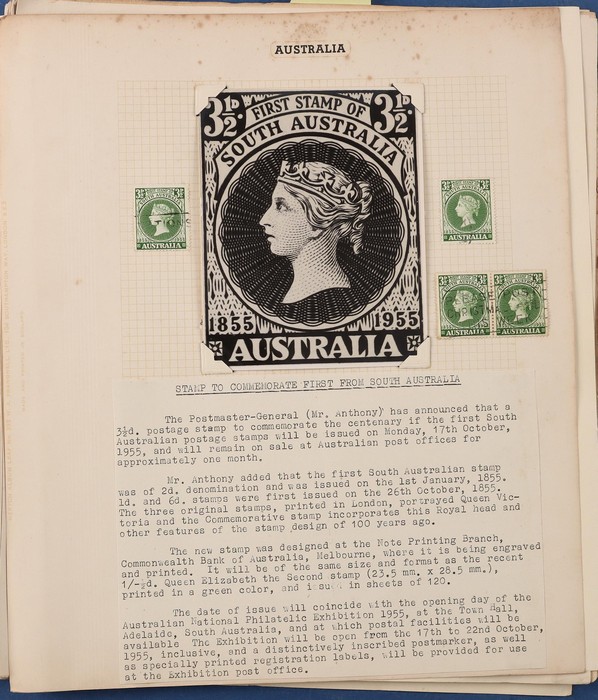 AUSTRALIA
3½D. FIRST STAMP OF 3½D.
SOUTH AUSTRALIA
1855 1955
AUSTRALIA
AUSTRALIA
AUSTRALIA
AUSTRALIA AUSTRALIA
STAMP TO COMMEMORATE FIRST FROM SOUTH AUSTRALIA
The Postmaster-General (Mr. Anthony) has announced that a
3½d. postage stamp to commemorate the centenary if the first South
Australian postage stamps will be issued on Monday, 17th October,
1955, and will remain on sale at Australian post offices for
approximately one month.
Mr. Anthony added that the first South Australian stamp
was of 2d. denomination and was issued on the 1st January, 1855.
1d. and 6d. stamps were first issued on the 26th October, 1855.
The three original stamps, printed in London, portrayed Queen Vic-
toria and the Commemorative stamp incorporates this Royal head and
other features of the stamp design of 100 years ago.
The new stamp was designed at the Note Printing Branch,
Commonwealth Bank of Australia, Melbourne, where it is being engraved
and printed. It will be of the same size and format as the recent
1/-½d. Queen Elizabeth the Second stamp (23.5 mm. x 28.5 mm.),
printed in a green color, and issued in sheets of 120.
The date of issue will coincide with the opening day of the
Australian National Philatelic Exhibition 1955, at the Town Hall,
Adelaide, South Australia, and at which postal facilities will be
available The Exhibition will be open from the 17th to 22nd October,
1955, inclusive, and a distinctively inscribed postmarker, as well
as specially printed registration labels, will be provided for use
at the Exhibition post office.